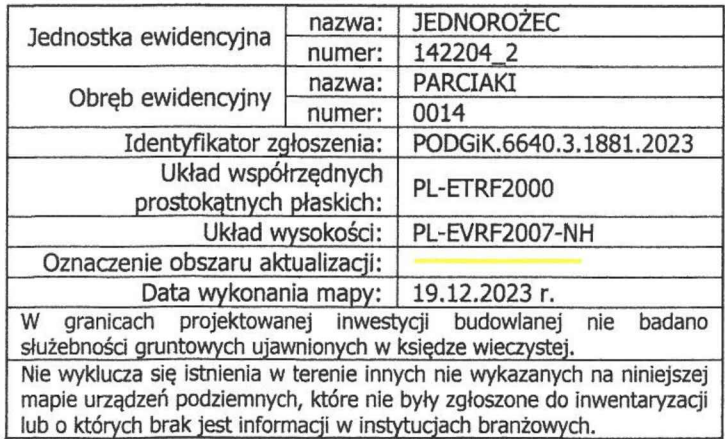 Jednostka ewidencyjna
nazwa: JEDNOROŻEC
numer: 142204_2
Obręb ewidencyjny
nazwa: PARCIAKI
numer: 0014
Identyfikator zgłoszenia: PODGiK.6640.3.1881.2023
Układ współrzędnych
prostokątnych płaskich:
PL-ETRF2000
Układ wysokości: PL-EVRF2007-NH
Oznaczenie obszaru aktualizacji:
Data wykonania mapy: 19.12.2023 r.
W granicach projektowanej inwestycji budowlanej nie badano
służebności gruntowych ujawnionych w księdze wieczystej.
Nie wyklucza się istnienia w terenie innych nie wykazanych na niniejszej
mapie urządzeń podziemnych, które nie były zgłoszone do inwentaryzacji
lub o których brak jest informacji w instytucjach branżowych.